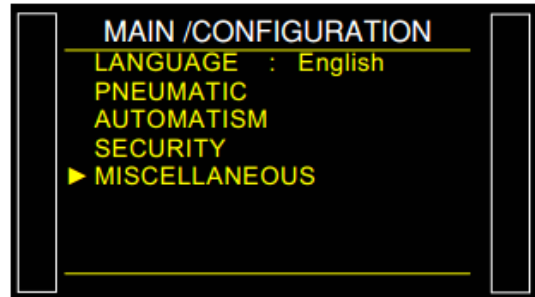 MAIN /CONFIGURATION
LANGUAGE : English
PNEUMATIC
AUTOMATISM
SECURITY
► MISCELLANEOUS